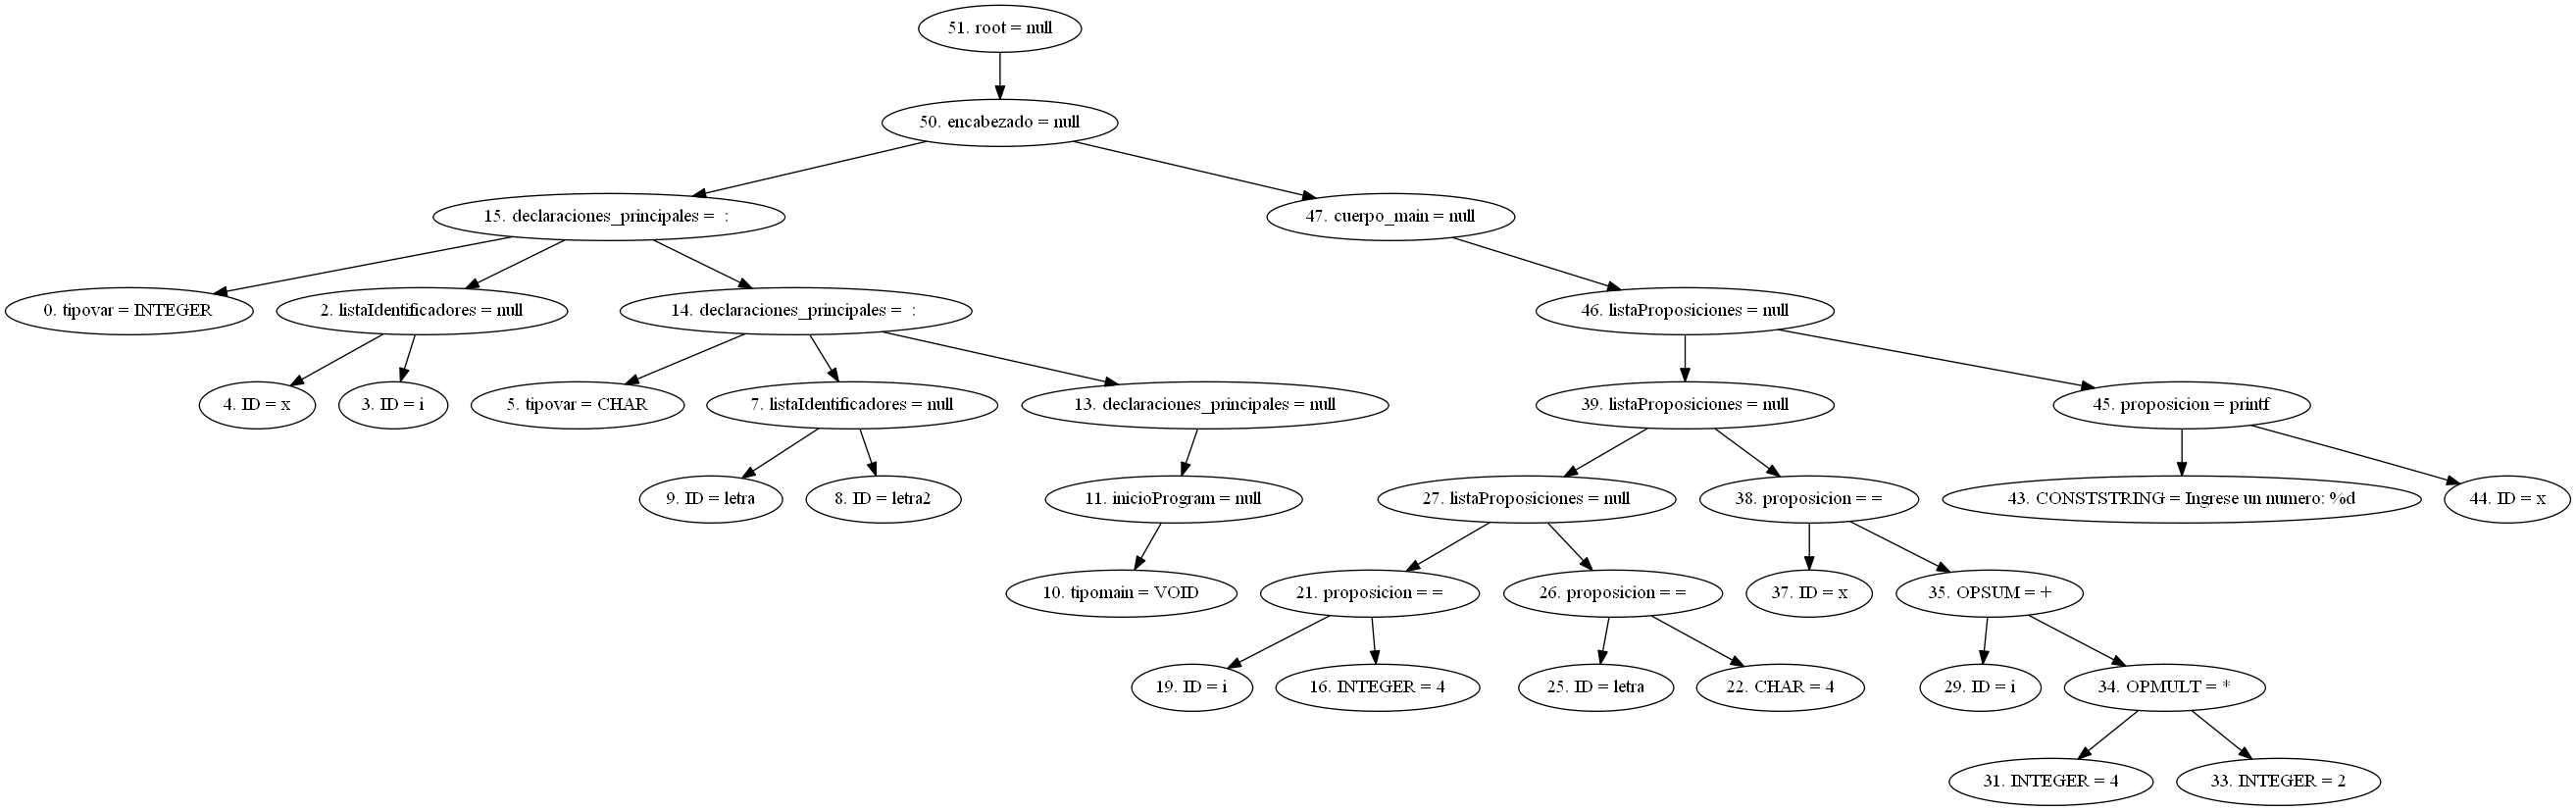 51. root = null
50. encabezado = null
15. declaraciones_principales = :
47. cuerpo_main = null
0. tipovar = INTEGER
2. listaIdentificadores = null
14. declaraciones_principales = :
46. listaProposiciones = null
4. ID = x
3. ID = i
5. tipovar = CHAR
7. listaIdentificadores = null
13. declaraciones_principales = null
39. listaProposiciones = null
45. proposicion = printf
9. ID = letra
8. ID = letra2
11. inicioProgram = null
27. listaProposiciones = null
38. proposicion = =
43. CONSTSTRING = Ingrese un numero: %d
44. ID = x
10. tipomain = VOID
21. proposicion = =
26. proposicion = =
37. ID = x
35. OPSUM = +
19. ID = i
16. INTEGER = 4
25. ID = letra
22. CHAR = 4
29. ID = i
34. OPMULT = *
31. INTEGER = 4
33. INTEGER = 2